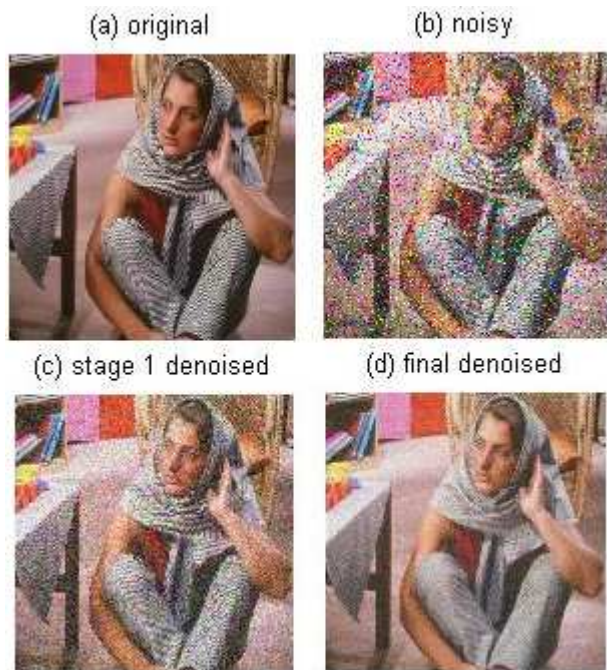 (a) original
(b) noisy
(c) stage 1 denoised
(d) final denoised